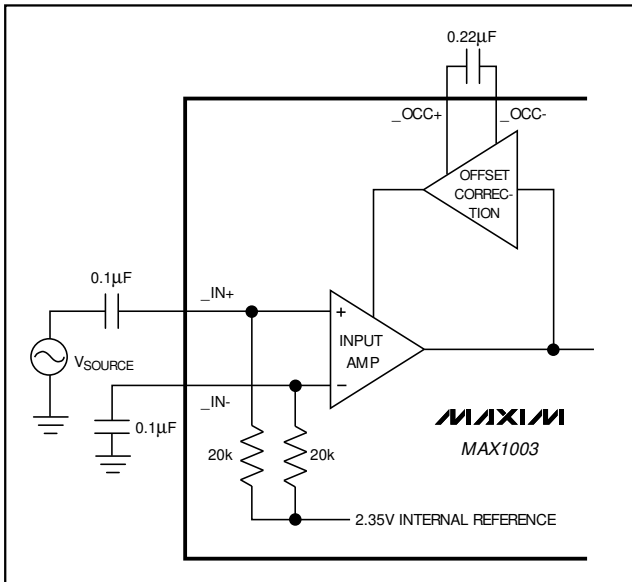 0.22µF
_OCC+
_OCC-
OFFSET
CORREC-
TION
0.1µF
_IN+
+
INPUT
AMP
−
VSOURCE
_IN-
0.1µF
20k
20k
MAXIM
MAX1003
2.35V INTERNAL REFERENCE